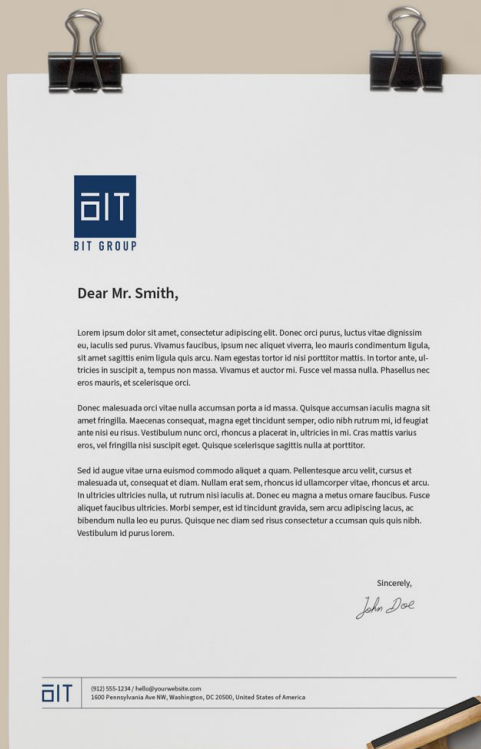 BIT
BIT GROUP
Dear Mr. Smith,
Lorem ipsum dolor sit amet, consectetur adipiscing elit. Donec orci purus, luctus vitae dignissim
eu, iaculis sed purus. Vivamus faucibus, ipsum nec aliquet viverra, leo mauris condimentum ligula,
sit amet sagittis enim ligula quis arcu. Nam egestas tortor id nisi porttitor mattis. In tortor ante, ul-
tricies in suscipit a, tempus non massa. Vivamus et auctor mi. Fusce vel massa nulla. Phasellus nec
eros mauris, et scelerisque orci.
Donec malesuada orci vitae nulla accumsan porta a id massa. Quisque accumsan iaculis magna sit
amet fringilla. Maecenas consequat, magna eget tincidunt semper, odio nibh rutrum mi, id feugiat
ante nisi eu risus. Vestibulum nunc orci, rhoncus a placerat in, ultricies in mi. Cras mattis varius
eros, vel fringilla nisi suscipit eget. Quisque scelerisque sagittis nulla at porttitor.
Sed id augue vitae urna euismod commodo aliquet a quam. Pellentesque arcu velit, cursus et
malesuada ut, consequat et diam. Nullam erat sem, rhoncus id ullamcorper vitae, rhoncus et arcu.
In ultricies ultricies nulla, ut rutrum nisi iaculis at. Donec eu magna a metus ornare faucibus. Fusce
aliquet faucibus ultricies. Morbi semper, est id tincidunt gravida, sem arcu adipiscing lacus, ac
bibendum nulla leo eu purus. Quisque nec diam sed risus consectetur a ccumsan quis quis nibh.
Vestibulum id purus lorem.
Sincerely,
John Doe
BIT
(912) 555-1234 / hello@yourwebsite.com
1600 Pennsylvania Ave NW, Washington, DC 20500, United States of America